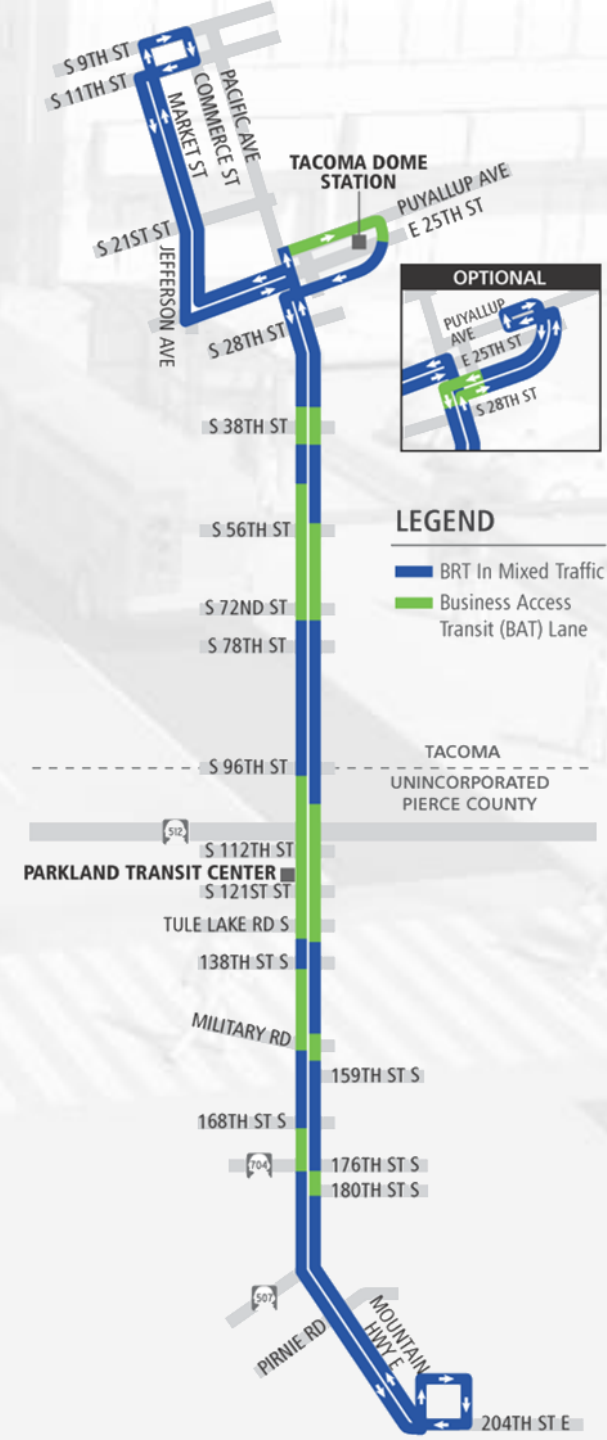 S 9TH ST
S 11TH ST
PACIFIC AVE
COMMERCE ST
MARKET ST
TACOMA DOME
STATION
PUYALLUP AVE
E 25TH ST
S 21ST ST
JEFFERSON AVE
S 28TH ST
OPTIONAL
PUYALLUP
AVE
E 25TH ST
S 28TH ST
S 38TH ST
LEGEND
BRT In Mixed Traffic
Business Access
Transit (BAT) Lane
S 56TH ST
S 72ND ST
S 78TH ST
S 96TH ST
TACOMA
UNINCORPORATED
PIERCE COUNTY
512
S 112TH ST
PARKLAND TRANSIT CENTER
S 121ST ST
TULE LAKE RD S
138TH ST S
MILITARY RD
159TH ST S
168TH ST S
704
176TH ST S
180TH ST S
507
PIRNIE RD
MOUNTAIN
HWY E
204TH ST E